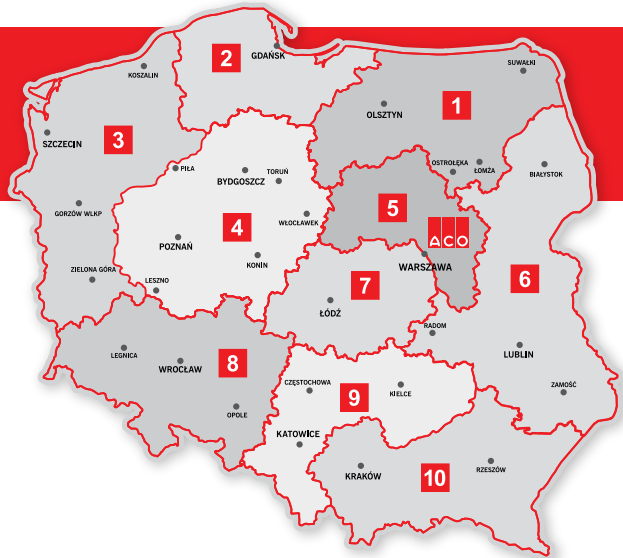 2
GDAŃSK
KOSZALIN
SUWAŁKI
1
OLSZTYN
3
SZCZECIN
OSTROŁĘKA
ŁOMŻA
BIAŁYSTOK
PIŁA
BYDGOSZCZ
TORUŃ
GORZÓW WLKP
5
WŁOCŁAWEK
4
ACO
POZNAŃ
KONIN
WARSZAWA
6
ZIELONA GÓRA
LESZNO
7
ŁÓDŹ
RADOM
LEGNICA
WROCŁAW
8
LUBLIN
CZĘSTOCHOWA
KIELCE
ZAMOŚĆ
9
OPOLE
KATOWICE
KRAKÓW
10
RZESZÓW